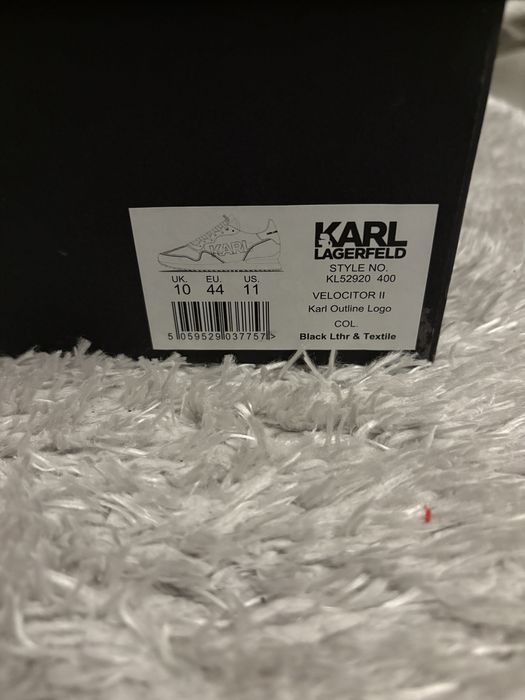 KARL
KARL
LAGERFELD
STYLE NO.
KL52920 400
UK. EU. US.
10 44 11
VELOCITOR II
Karl Outline Logo
COL.
Black Lthr & Textile
5 059529 037757 >